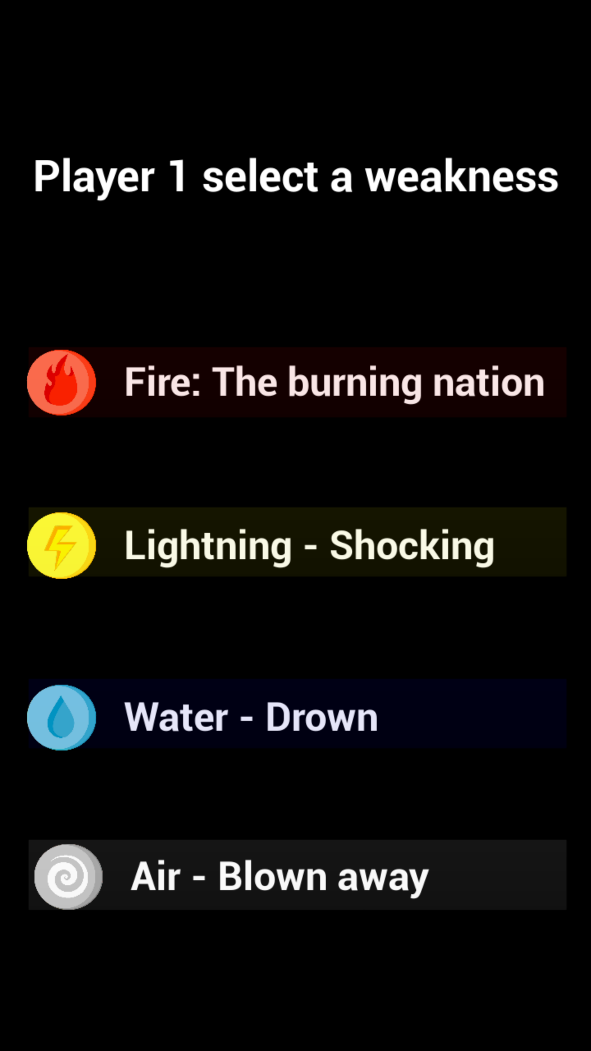 Player 1 select a weakness
Fire: The burning nation
Lightning - Shocking
Water - Drown
Air - Blown away